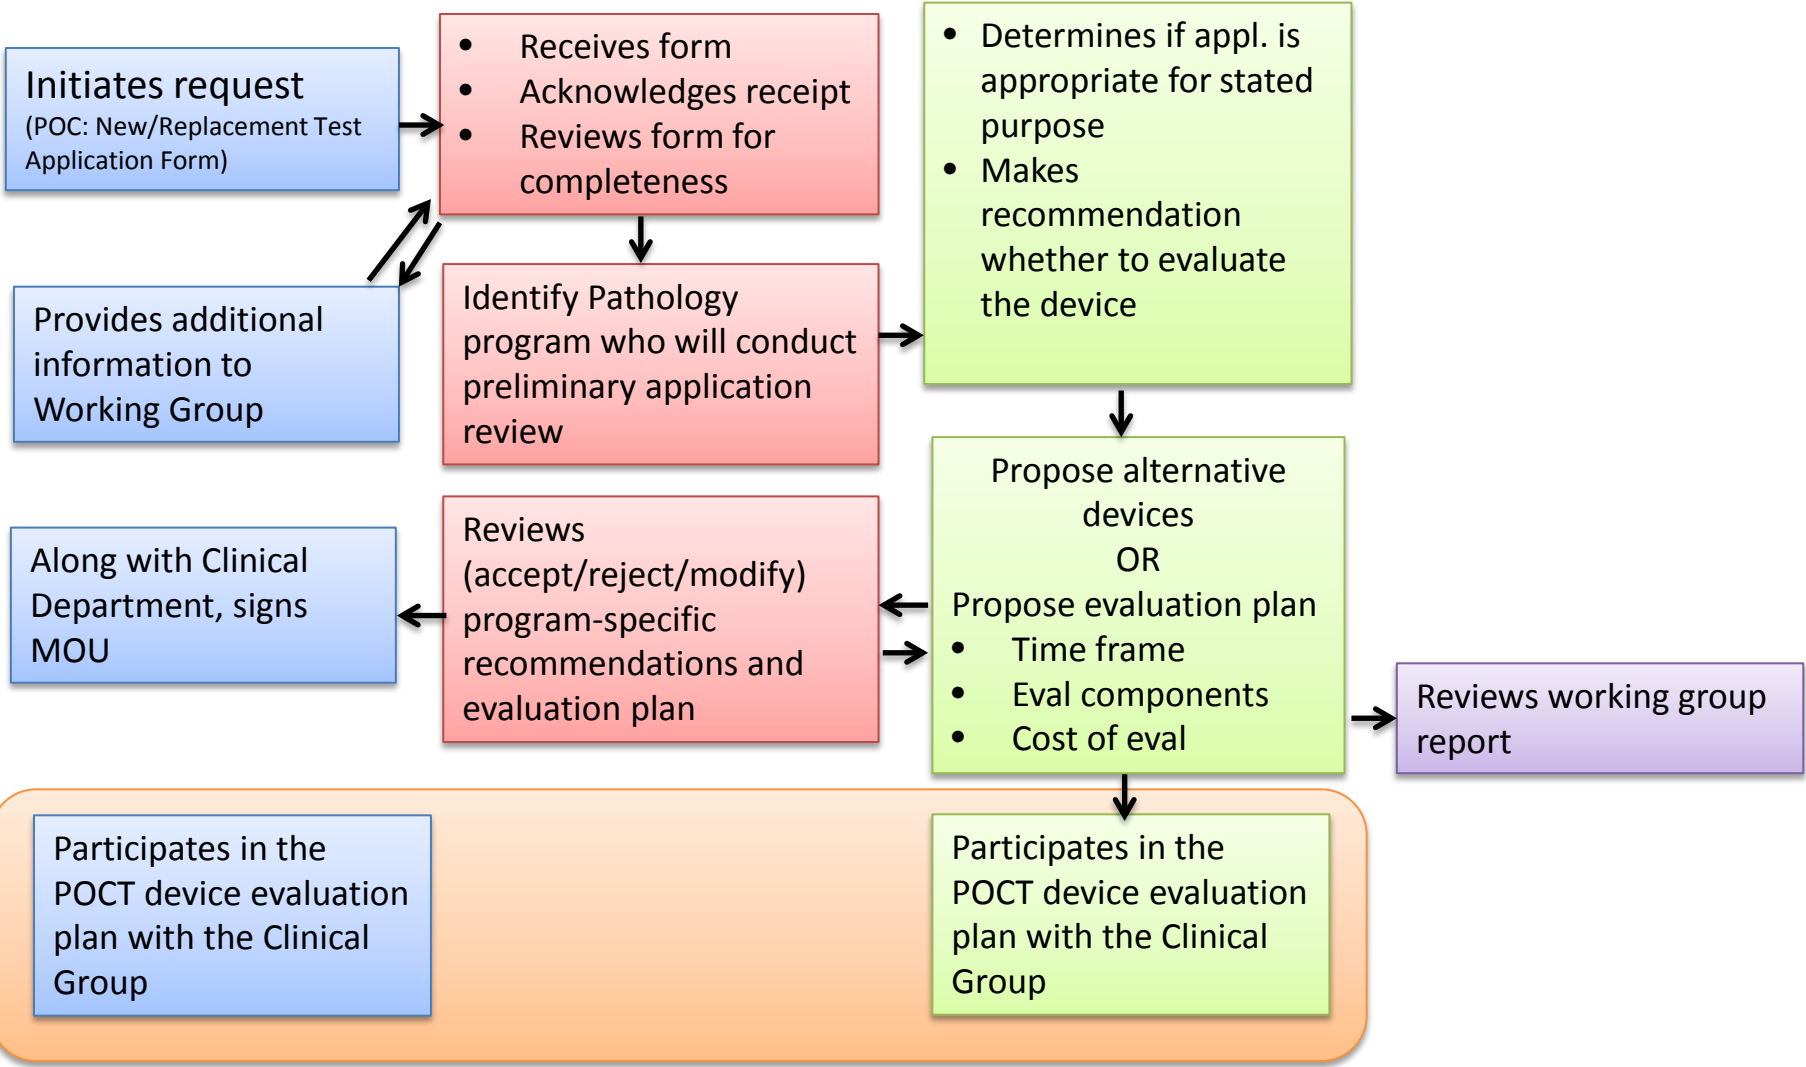 Initiates request
(POC: New/Replacement Test
Application Form)
• Receives form
• Acknowledges receipt
• Reviews form for
completeness
• Determines if appl. is
appropriate for stated
purpose
• Makes
recommendation
whether to evaluate
the device
Provides additional
information to
Working Group
Identify Pathology
program who will conduct
preliminary application
review
Propose alternative
devices
OR
Propose evaluation plan
• Time frame
• Eval components
• Cost of eval
Reviews
(accept/reject/modify)
program-specific
recommendations and
evaluation plan
Along with Clinical
Department, signs
MOU
Reviews working group
report
Participates in the
POCT device evaluation
plan with the Clinical
Group
Participates in the
POCT device evaluation
plan with the Clinical
Group